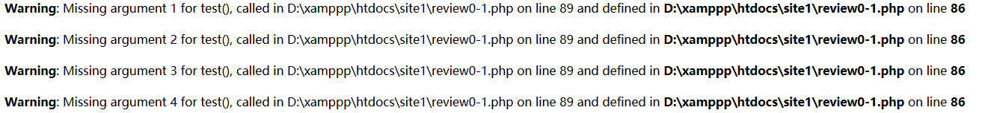 Warning: Missing argument 1 for test(), called in D:\xamppp\htdocs\site1\review0-1.php on line 89 and defined in D:\xamppp\htdocs\site1\review0-1.php on line 86
Warning: Missing argument 2 for test(), called in D:\xamppp\htdocs\site1\review0-1.php on line 89 and defined in D:\xamppp\htdocs\site1\review0-1.php on line 86
Warning: Missing argument 3 for test(), called in D:\xamppp\htdocs\site1\review0-1.php on line 89 and defined in D:\xamppp\htdocs\site1\review0-1.php on line 86
Warning: Missing argument 4 for test(), called in D:\xamppp\htdocs\site1\review0-1.php on line 89 and defined in D:\xamppp\htdocs\site1\review0-1.php on line 86